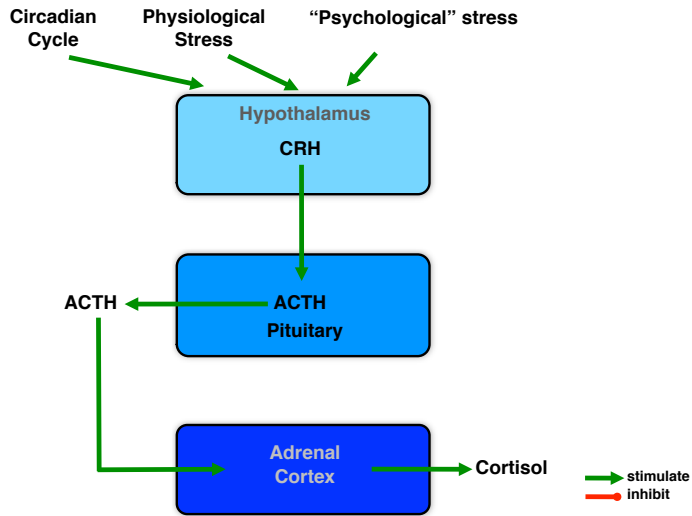 Circadian
Cycle
Physiological
Stress
“Psychological” stress
Hypothalamus
CRH
ACTH
ACTH
Pituitary
Adrenal
Cortex
Cortisol
stimulate
inhibit